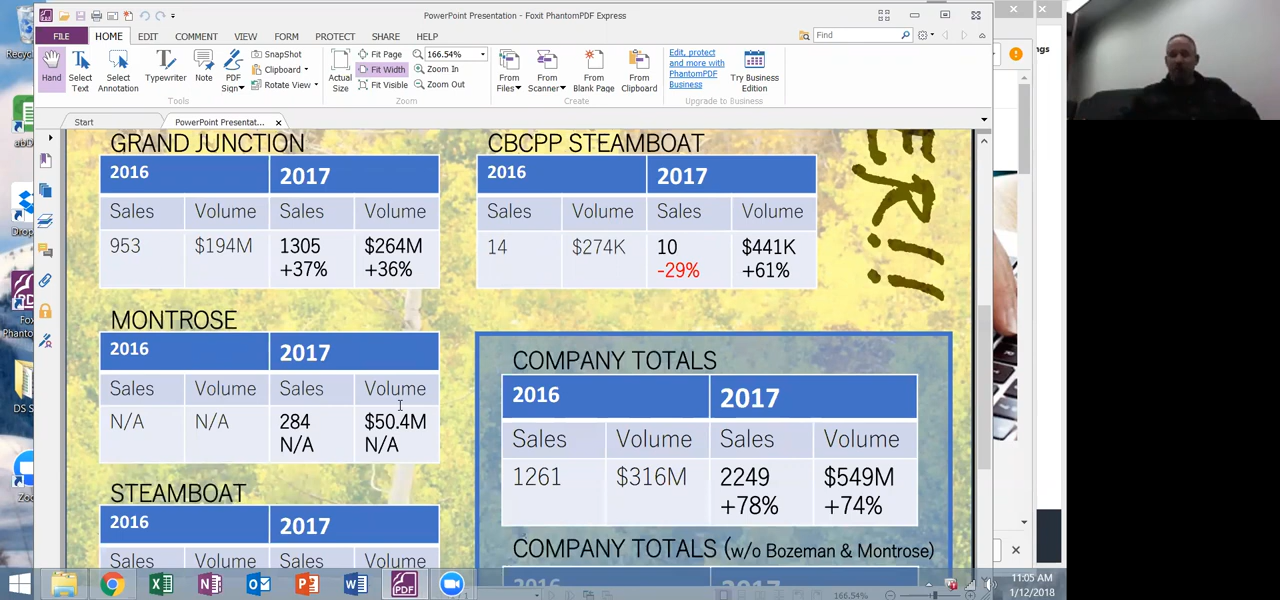 PowerPoint Presentation - Foxit PhantomPDF Express
FILE HOME EDIT COMMENT VIEW FORM PROTECT SHARE HELP
Find
Hand
Select Text
Select Annotation
Typewriter
Note
PDF Sign
SnapShot
Clipboard
Rotate View
Tools
Actual Size
Fit Page
Fit Width
Fit Visible
166.54%
Zoom In
Zoom Out
Zoom
From Files
From Scanner
From Blank Page
From Clipboard
Create
Edit, protect
and more with
PhantomPDF
Business
Try Business Edition
Upgrade to Business
Start
PowerPoint Presentat...
GRAND JUNCTION
2016 2017
Sales Volume Sales Volume
953 $194M 1305 $264M
+37% +36%
CBCPP STEAMBOAT
2016 2017
Sales Volume Sales Volume
14 $274K 10 $441K
-29% +61%
ER!!
MONTROSE
2016 2017
Sales Volume Sales Volume
N/A N/A 284 $50.4M
N/A N/A
COMPANY TOTALS
2016 2017
Sales Volume Sales Volume
1261 $316M 2249 $549M
+78% +74%
STEAMBOAT
2016 2017
Sales Volume Sales Volume
COMPANY TOTALS (w/o Bozeman & Montrose)
2016 2017
166.54%
11:05 AM
1/12/2018